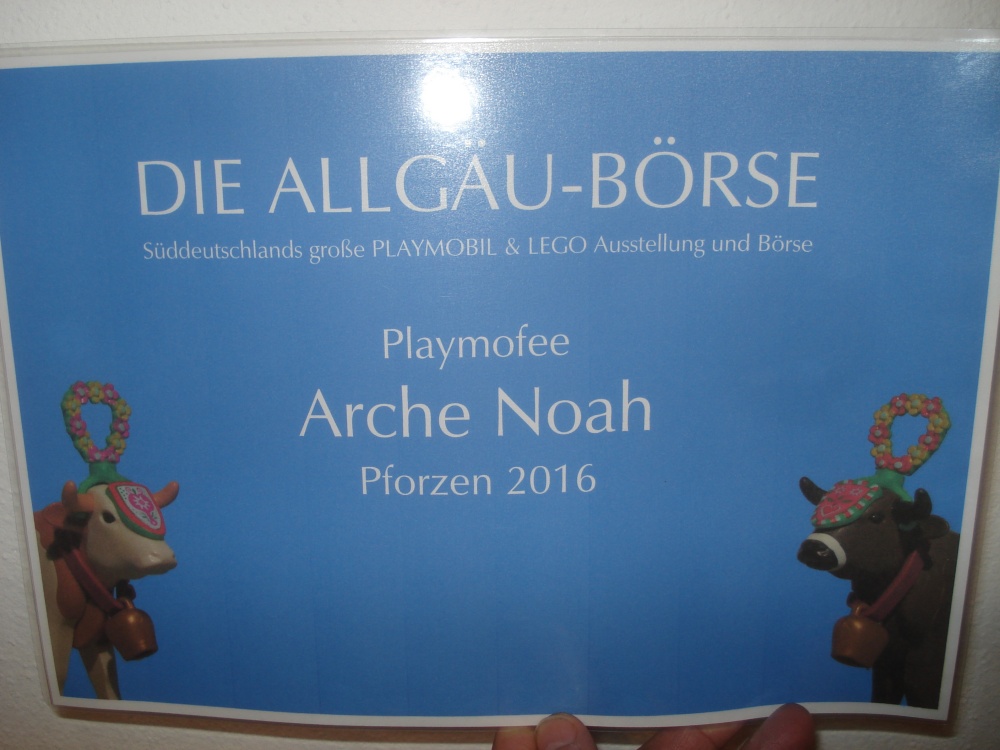 DIE ALLGÄU-BÖRSE
Süddeutschlands große PLAYMOBIL & LEGO Ausstellung und Börse
Playmofee
Arche Noah
Pforzen 2016